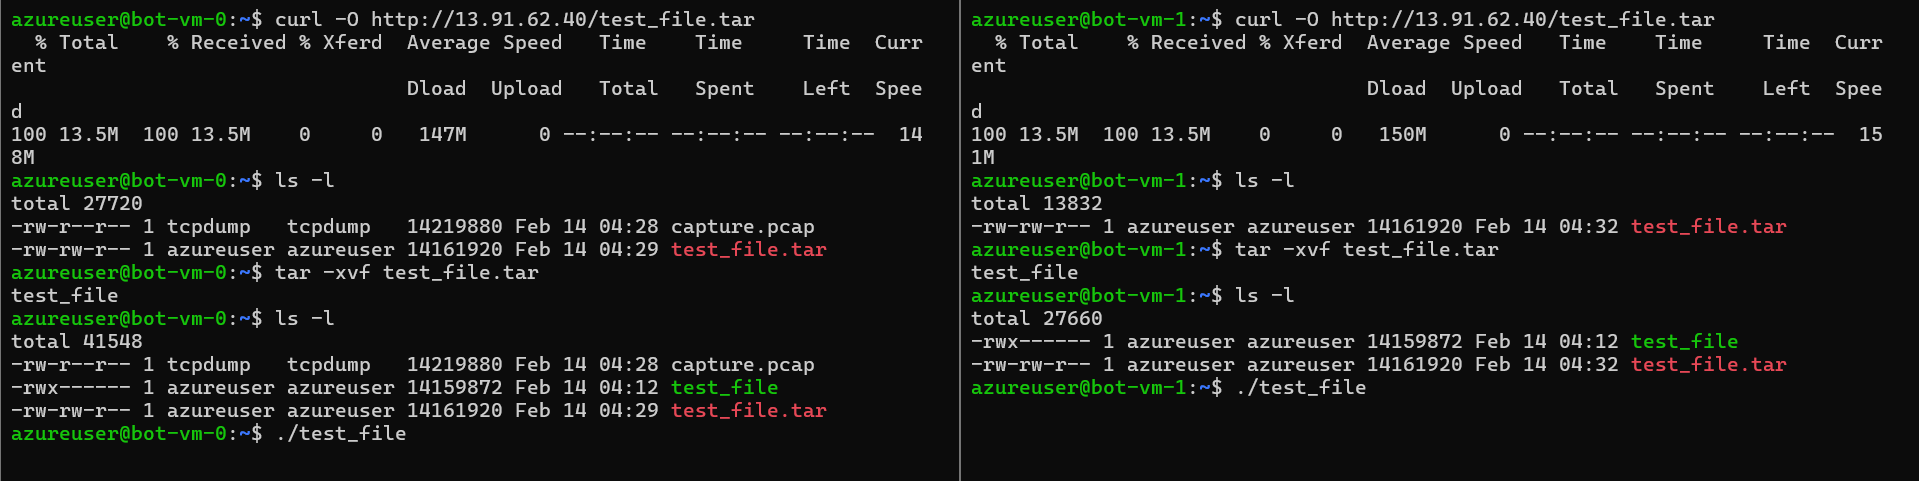 azureuser@bot-vm-0:~$ curl -O http://13.91.62.40/test_file.tar
  % Total    % Received % Xferd  Average Speed   Time    Time     Time  Curr
ent
                                 Dload  Upload   Total   Spent    Left  Spee
d
100 13.5M  100 13.5M    0      0   147M      0 --:--:-- --:--:-- --:--:--  14
8M
azureuser@bot-vm-0:~$ ls -l
total 27720
-rw-r--r-- 1 tcpdump   tcpdump   14219880 Feb 14 04:28 capture.pcap
-rw-rw-r-- 1 azureuser azureuser 14161920 Feb 14 04:29 test_file.tar
azureuser@bot-vm-0:~$ tar -xvf test_file.tar
test_file
azureuser@bot-vm-0:~$ ls -l
total 41548
-rw-r--r-- 1 tcpdump   tcpdump   14219880 Feb 14 04:28 capture.pcap
-rwx------ 1 azureuser azureuser 14159872 Feb 14 04:12 test_file
-rw-rw-r-- 1 azureuser azureuser 14161920 Feb 14 04:29 test_file.tar
azureuser@bot-vm-0:~$ ./test_file
azureuser@bot-vm-1:~$ curl -O http://13.91.62.40/test_file.tar
  % Total    % Received % Xferd  Average Speed   Time    Time     Time  Curr
ent
                                 Dload  Upload   Total   Spent    Left  Spee
d
100 13.5M  100 13.5M    0      0   150M      0 --:--:-- --:--:-- --:--:--  15
1M
azureuser@bot-vm-1:~$ ls -l
total 13832
-rw-rw-r-- 1 azureuser azureuser 14161920 Feb 14 04:32 test_file.tar
azureuser@bot-vm-1:~$ tar -xvf test_file.tar
test_file
azureuser@bot-vm-1:~$ ls -l
total 27660
-rwx------ 1 azureuser azureuser 14159872 Feb 14 04:12 test_file
-rw-rw-r-- 1 azureuser azureuser 14161920 Feb 14 04:32 test_file.tar
azureuser@bot-vm-1:~$ ./test_file